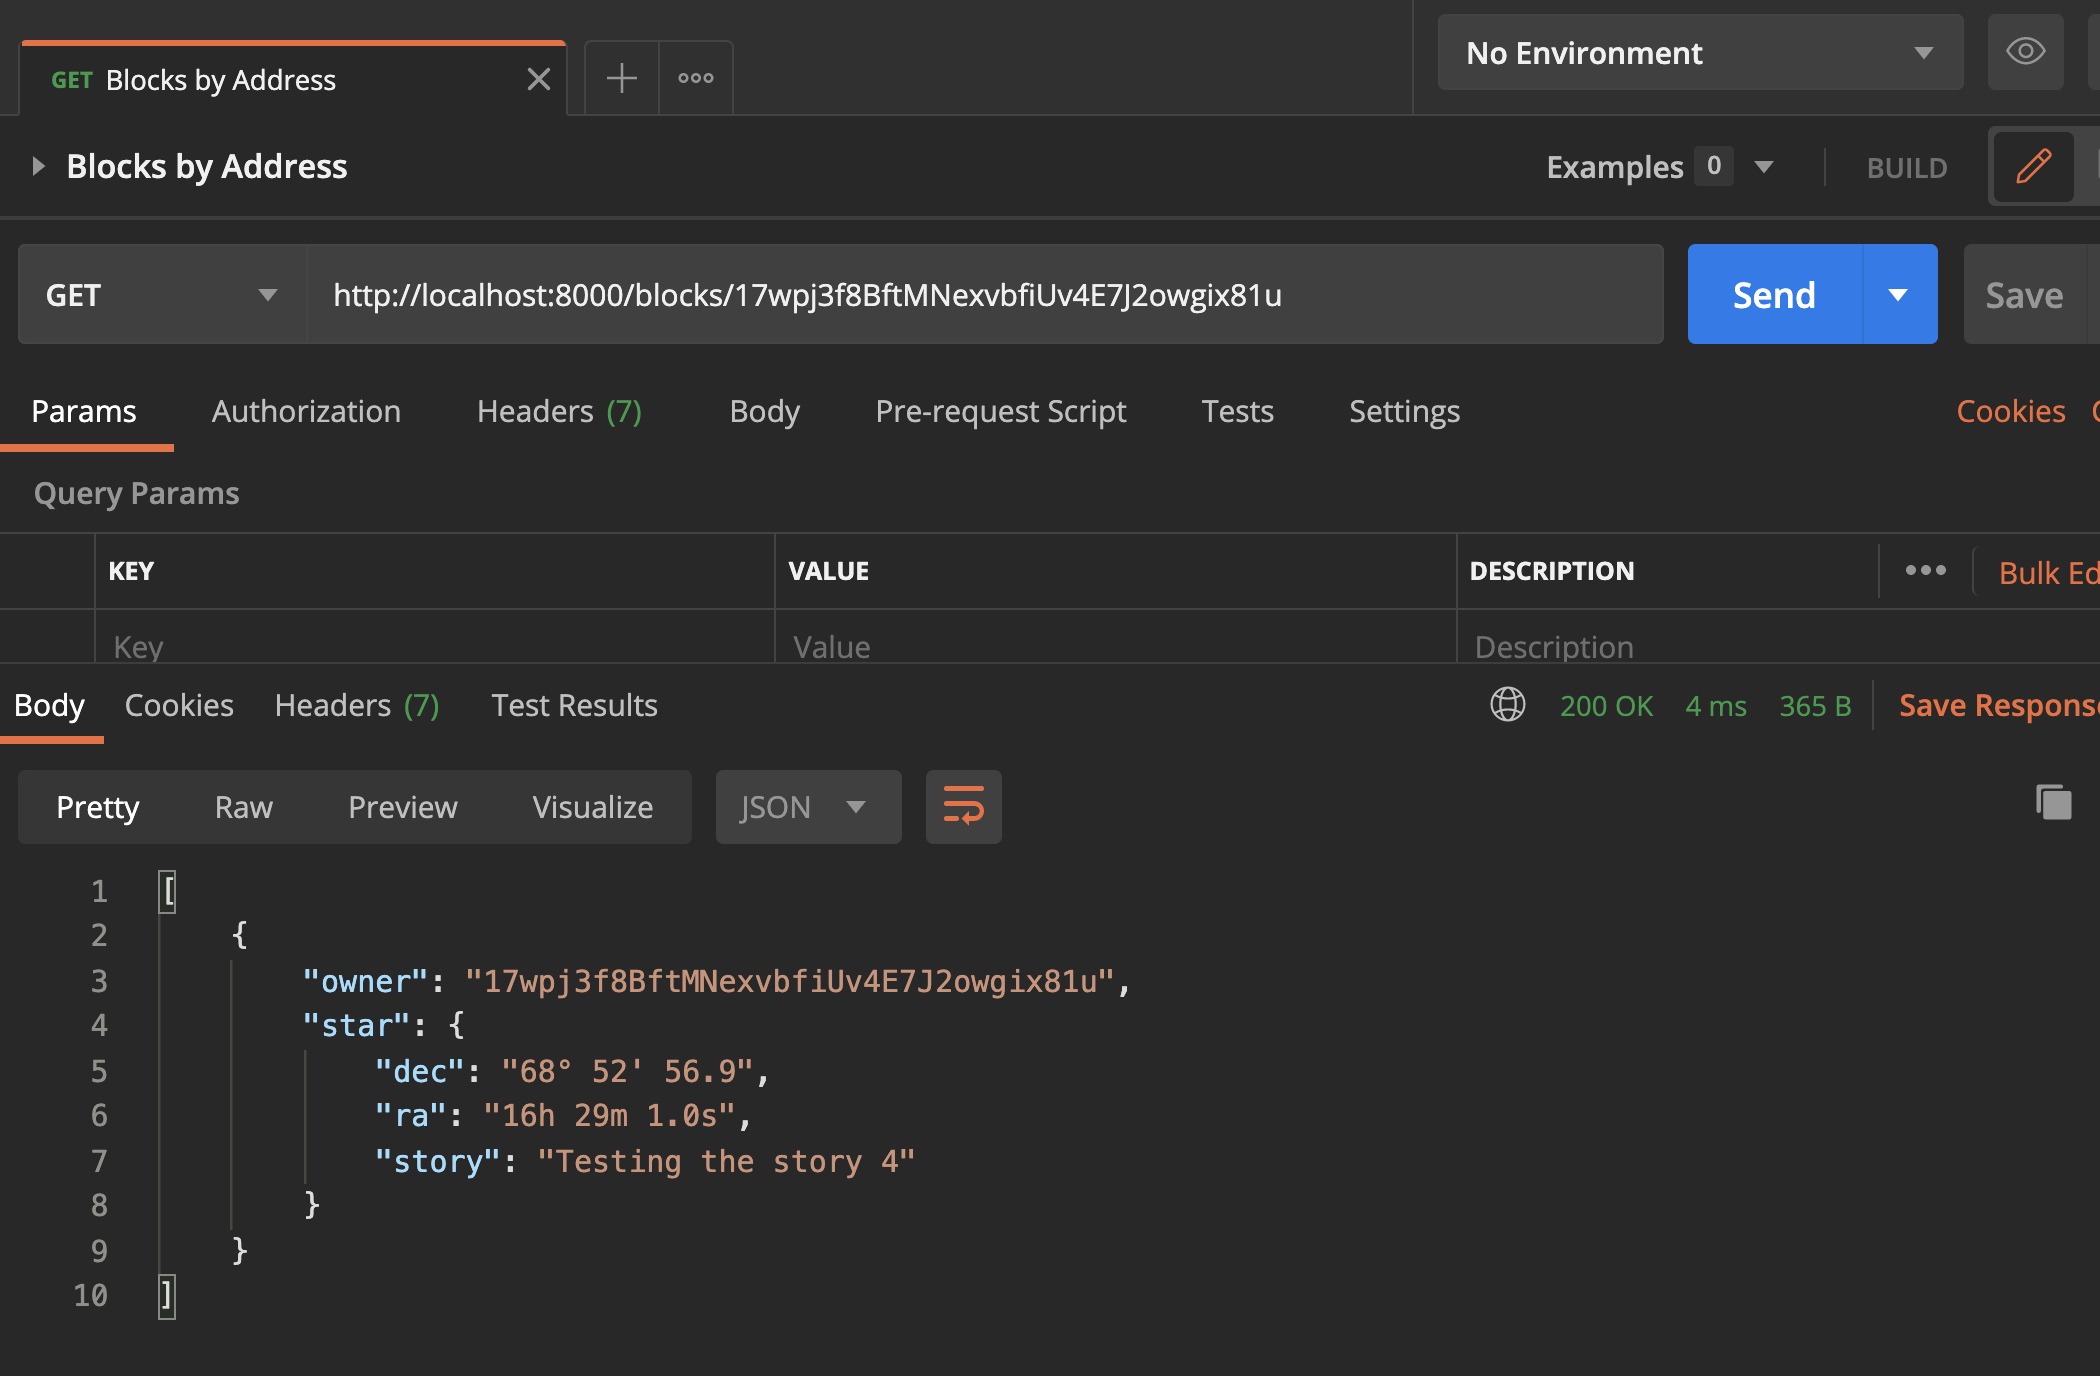 GET Blocks by Address
No Environment
Blocks by Address
Examples 0
BUILD
GET
http://localhost:8000/blocks/17wpj3f8BftMNexvbfiUv4E7J2owgix81u
Send
Save
Params Authorization Headers (7) Body Pre-request Script Tests Settings Cookies
Query Params
KEY VALUE DESCRIPTION Bulk Ed
Key Value Description
Body Cookies Headers (7) Test Results 200 OK 4 ms 365 B Save Respons
Pretty Raw Preview Visualize JSON
1 [
2 {
3 "owner": "17wpj3f8BftMNexvbfiUv4E7J2owgix81u",
4 "star": {
5 "dec": "68° 52' 56.9",
6 "ra": "16h 29m 1.0s",
7 "story": "Testing the story 4"
8 }
9 }
10 ]